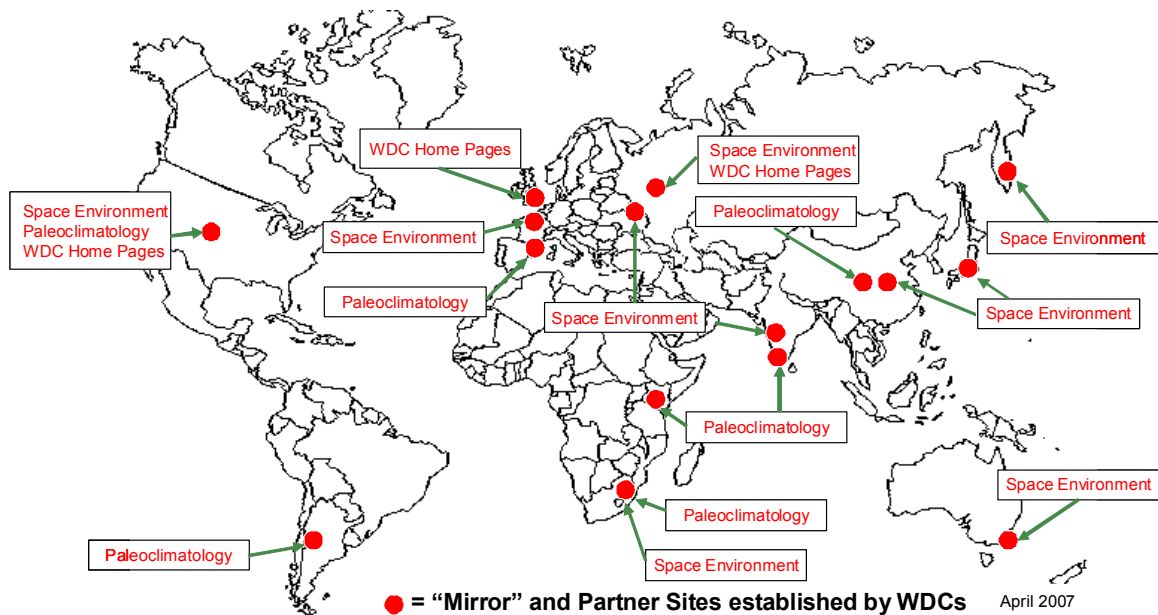 WDC Home Pages
Space Environment
WDC Home Pages
Space Environment
Paleoclimatology
WDC Home Pages
Space Environment
Paleoclimatology
Space Environment
Paleoclimatology
Space Environment
Space Environment
Paleoclimatology
Space Environment
Paleoclimatology
Paleoclimatology
Space Environment
Space Environment
= “Mirror” and Partner Sites established by WDCs
April 2007